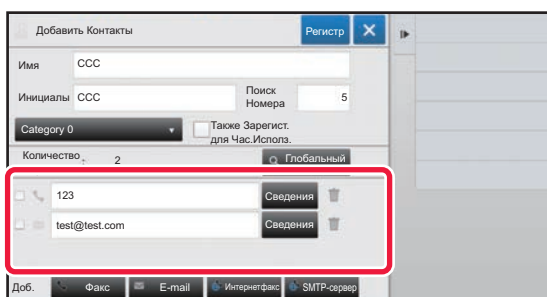 Добавить Контакты Регистр
Имя CCC
Инициалы CCC Поиск Номера 5
Category 0 Также Зарегист. для Час.Исполз.
Количество 2 Глобальный
123 Сведения
test@test.com Сведения
Доб. Факс E-mail Интернетфакс SMTP-сервер